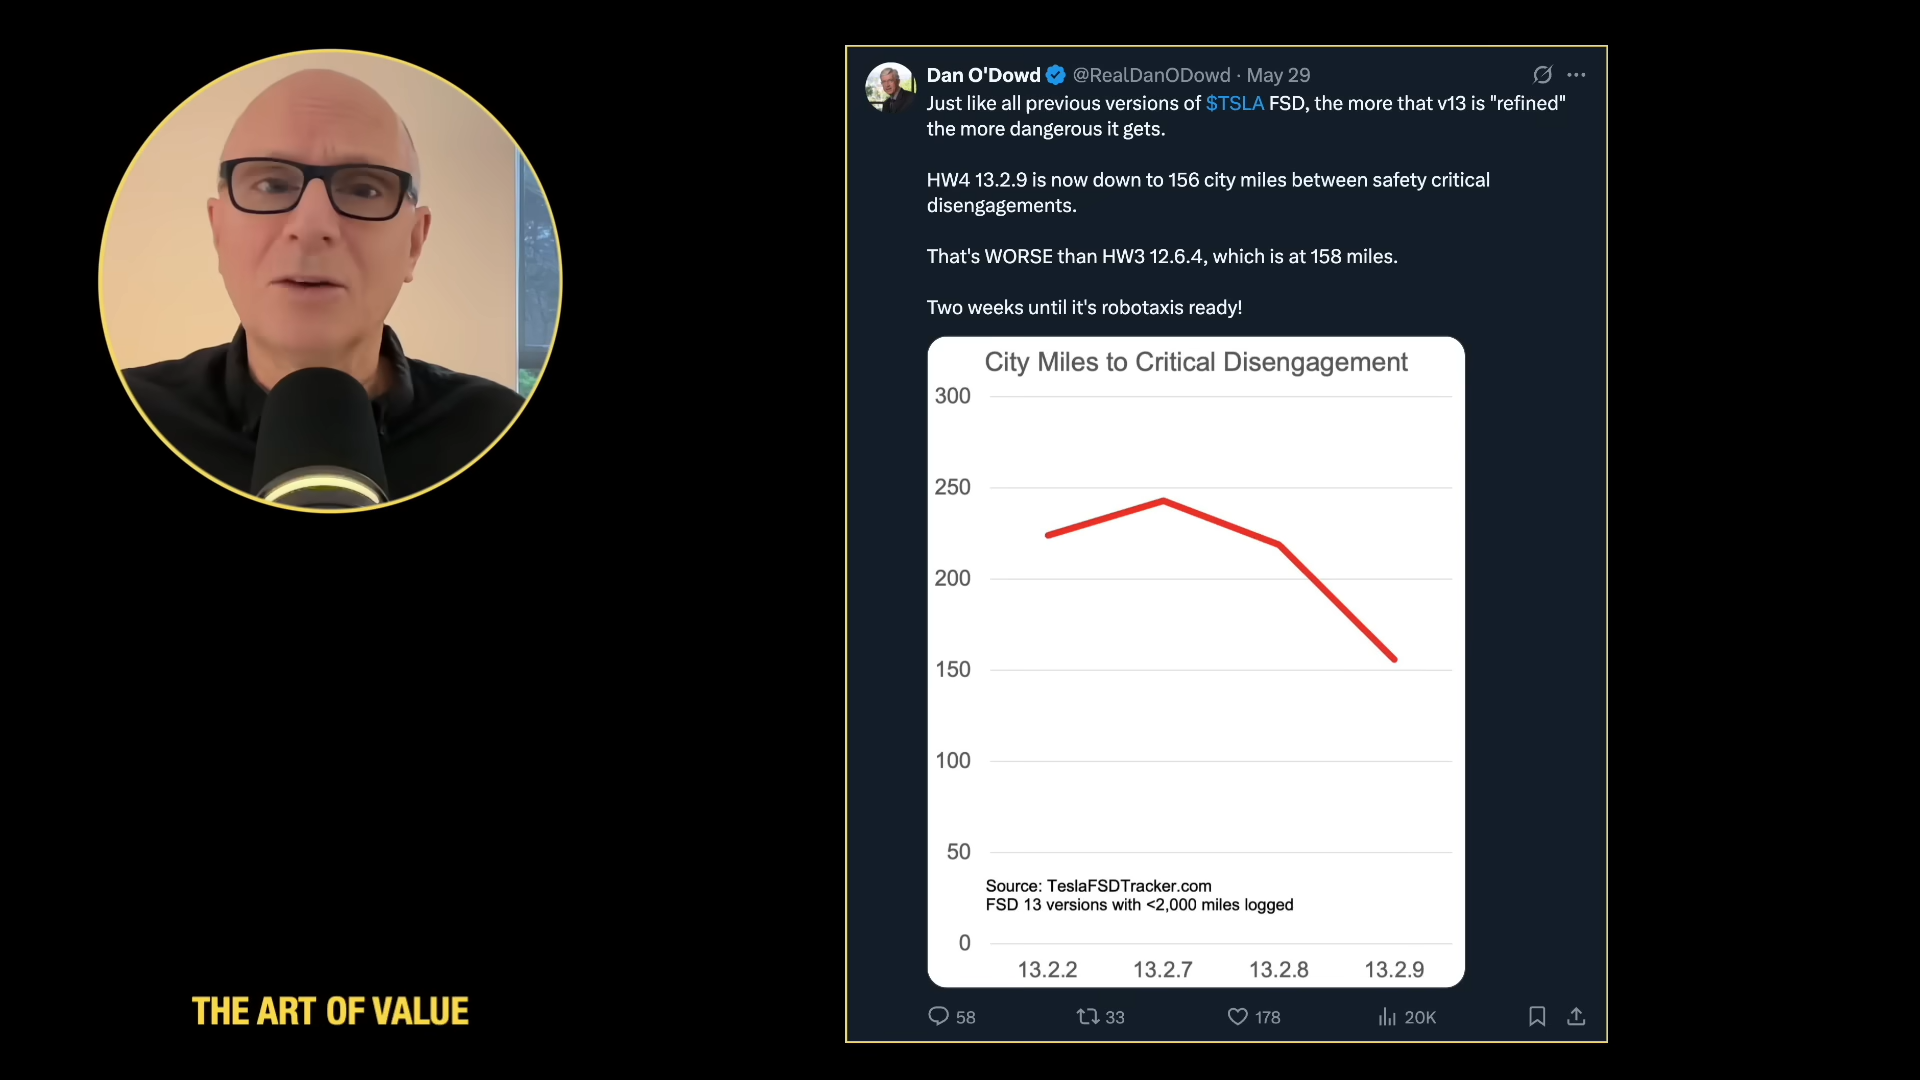 Dan O'Dowd @RealDanODowd · May 29
Just like all previous versions of $TSLA FSD, the more that v13 is "refined"
the more dangerous it gets.
HW4 13.2.9 is now down to 156 city miles between safety critical
disengagements.
That's WORSE than HW3 12.6.4, which is at 158 miles.
Two weeks until it's robotaxis ready!
City Miles to Critical Disengagement
300
250
200
150
100
50
Source: TeslaFSDTracker.com
FSD 13 versions with <2,000 miles logged
0
13.2.2 13.2.7 13.2.8 13.2.9
58 33 178 20K
THE ART OF VALUE